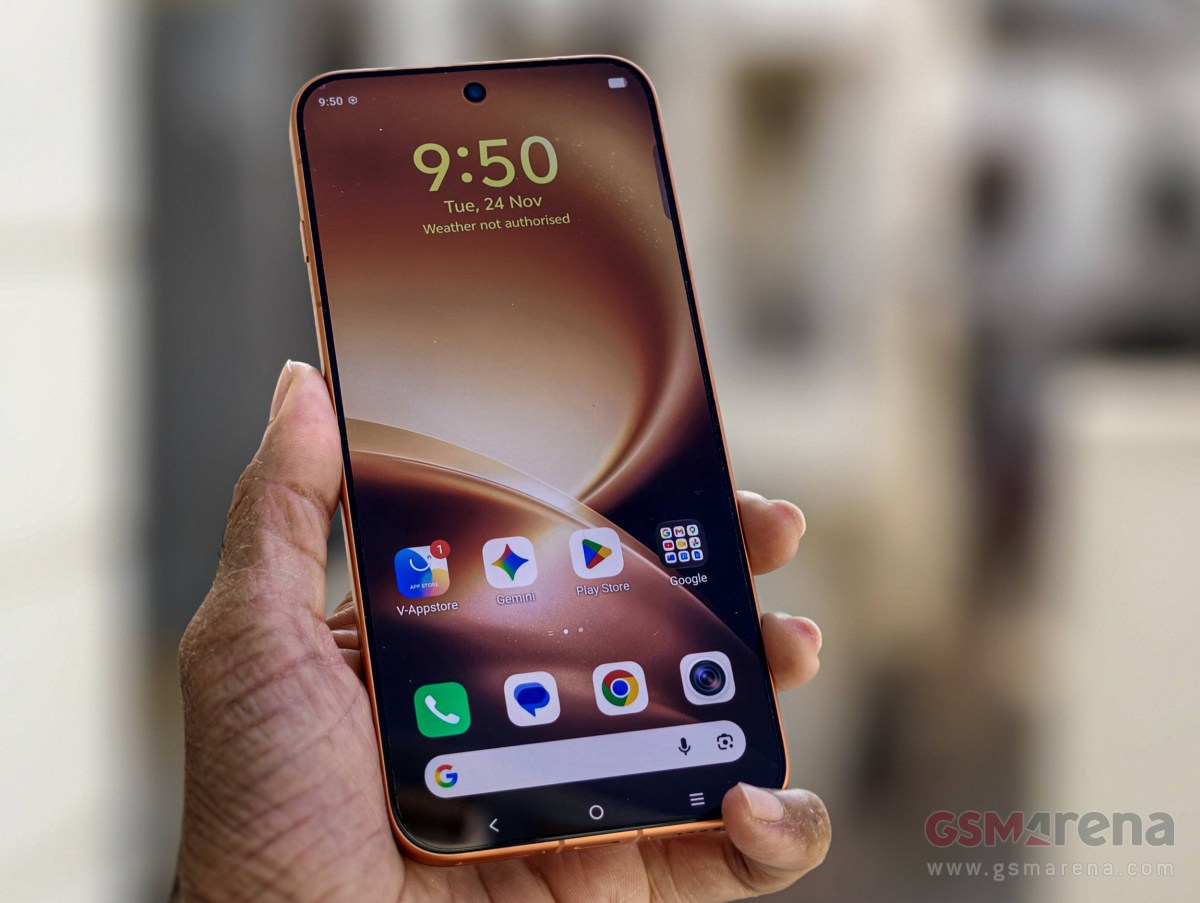 9:50
9:50
Tue, 24 Nov
Weather not authorised
1
APP STORE
V-Appstore
Gemini
Play Store
Google
GSMarena
www.gsmarena.com